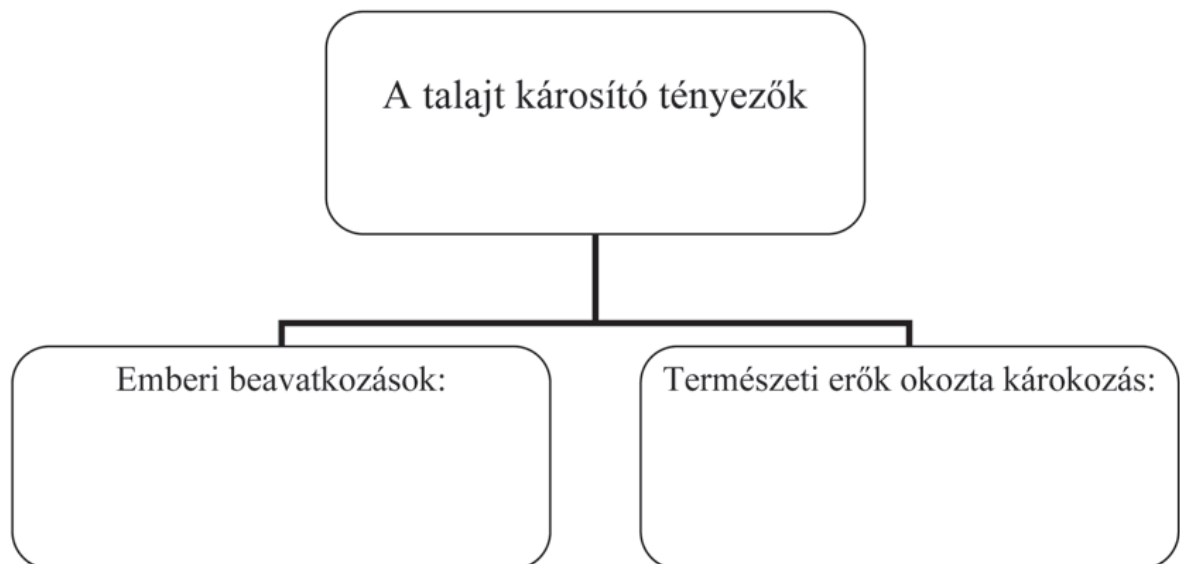 A talajt károsító tényezők
Emberi beavatkozások:
Természeti erők okozta károkozás: